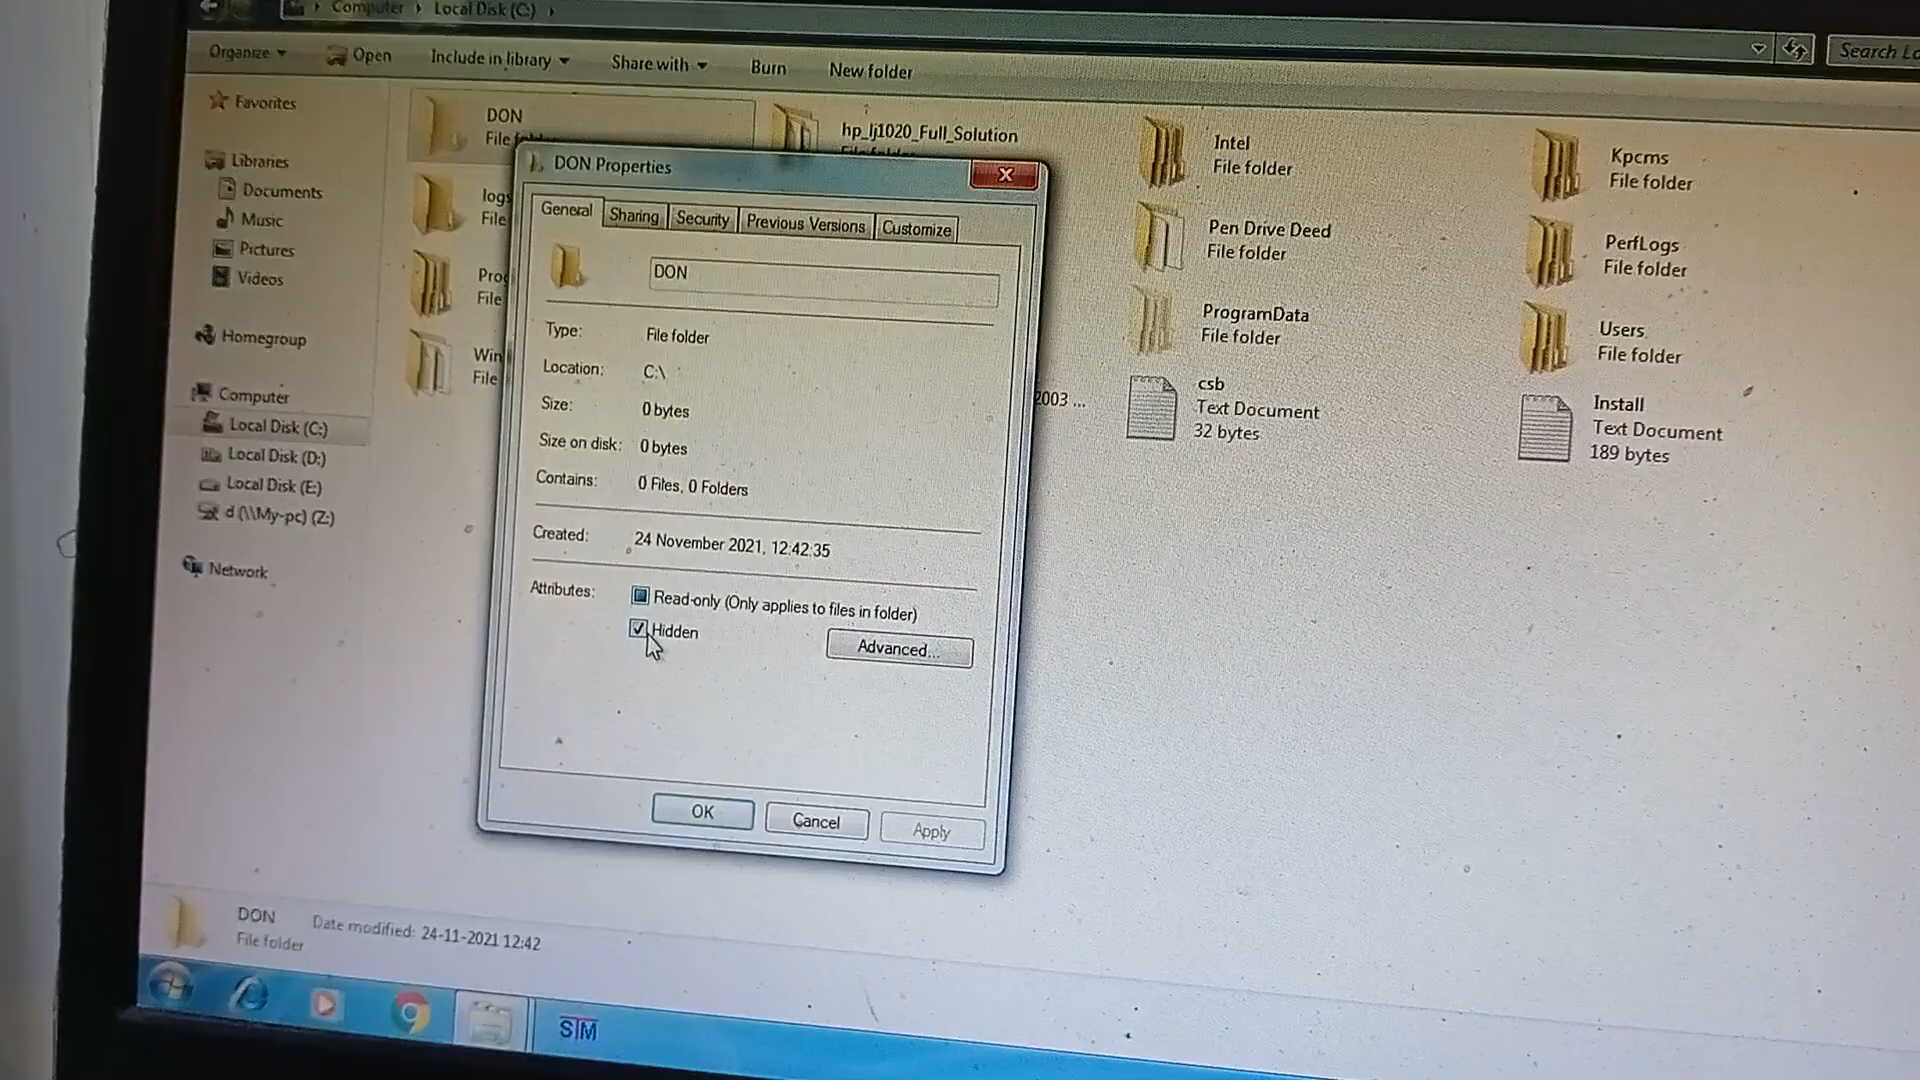 Computer Local Disk (C:)
Organize Open Include in library Share with Burn New folder
Search
Favorites
Libraries
Documents
Music
Pictures
Videos
Homegroup
Computer
Local Disk (C:)
Local Disk (D:)
Local Disk (E:)
d (\\My-pc) (Z:)
Network
DON
File folder
hp_lj1020_Full_Solution
File folder
Intel
File folder
Kpcms
File folder
logs
File
Pen Drive Deed
File folder
PerfLogs
File folder
Prog
File
ProgramData
File folder
Users
File folder
Win
File
2003 ...
csb
Text Document
32 bytes
Install
Text Document
189 bytes
DON Properties
General Sharing Security Previous Versions Customize
DON
Type: File folder
Location: C:\
Size: 0 bytes
Size on disk: 0 bytes
Contains: 0 Files, 0 Folders
Created: 24 November 2021, 12:42:35
Attributes: Read-only (Only applies to files in folder)
Hidden
Advanced...
OK Cancel Apply
DON Date modified: 24-11-2021 12:42
File folder
STM